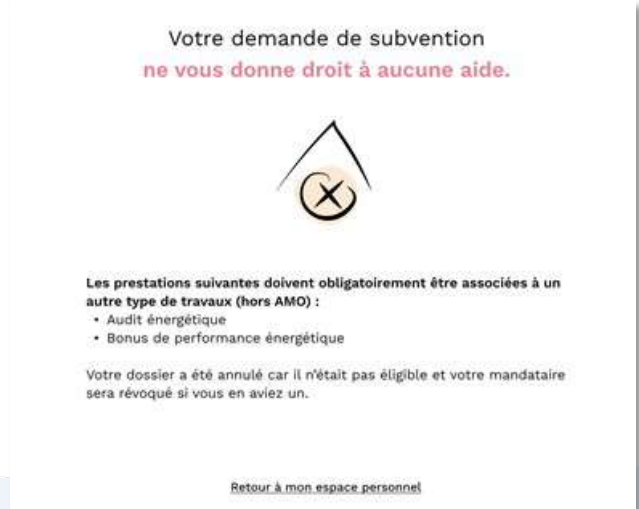 Votre demande de subvention
ne vous donne droit à aucune aide.
Les prestations suivantes doivent obligatoirement être associées à un
autre type de travaux (hors AMO) :
• Audit énergétique
• Bonus de performance énergétique
Votre dossier a été annulé car il n'était pas éligible et votre mandataire
sera révoqué si vous en aviez un.
Retour à mon espace personnel